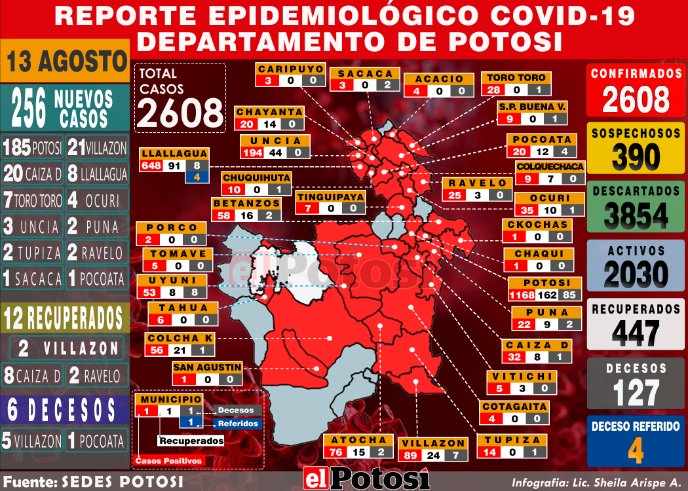 REPORTE EPIDEMIOLÓGICO COVID-19
DEPARTAMENTO DE POTOSI
13 AGOSTO
256 NUEVOS CASOS
185 POTOSI 21 VILLAZON
20 CAIZA D 8 LLALLAGUA
7 TORO TORO 4 OCURI
3 UNCIA 2 PUNA
2 TUPIZA 2 RAVELO
1 SACACA 1 POCOATA
12 RECUPERADOS
2 VILLAZON
8 CAIZA D 2 RAVELO
6 DECESOS
5 VILLAZON 1 POCOATA
TOTAL CASOS
2608
CARIPUYO
3 0 0
SACACA
3 0 2
ACACIO
4 0 0
TORO TORO
28 0 1
S.P. BUENA V.
9 0 1
CHAYANTA
20 14 0
UNCIA
194 44 0
POCOATA
20 12 4
LLALLAGUA
648 91 8
4
COLQUECHACA
9 7 0
CHUQUIHUTA
10 0 1
RAVELO
25 3 0
BETANZOS
58 16 2
TINGUIPAYA
7 0 0
OCURI
35 10 1
CKOCHAS
1 0 0
PORCO
2 0 0
CHAQUI
1 0 0
TOMAVE
5 0 0
POTOSI
1168 162 85
UYUNI
53 8 8
PUNA
22 9 2
TAHUA
6 0 0
CAIZA D
32 8 1
COLCHA K
56 21 1
VITICHI
5 3 0
SAN AGUSTIN
1 0 0
COTAGAITA
4 0 0
ATOCHA
76 15 2
VILLAZON
89 24 7
TUPIZA
14 0 1
MUNICIPIO
1 1 1 Decesos
1 Referidos
Recuperados
Casos Positivos
el Potosí
CONFIRMADOS
2608
SOSPECHOSOS
390
DESCARTADOS
3854
ACTIVOS
2030
RECUPERADOS
447
DECESOS
127
DECESO REFERIDO
4
Fuente: SEDES POTOSI
el Potosí
Infografía: Lic. Sheila Arispe A.